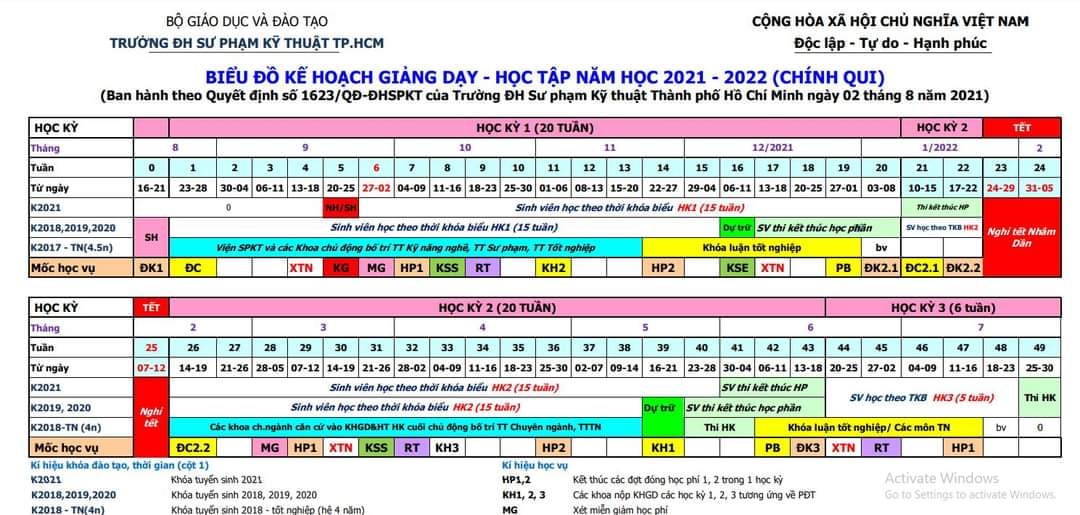 BỘ GIÁO DỤC VÀ ĐÀO TẠO
TRƯỜNG ĐH SƯ PHẠM KỸ THUẬT TP.HCM
CỘNG HÒA XÃ HỘI CHỦ NGHĨA VIỆT NAM
Độc lập - Tự do - Hạnh phúc
BIỂU ĐỒ KẾ HOẠCH GIẢNG DẠY - HỌC TẬP NĂM HỌC 2021 - 2022 (CHÍNH QUI)
(Ban hành theo Quyết định số 1623/QĐ-ĐHSPKT của Trường ĐH Sư phạm Kỹ thuật Thành phố Hồ Chí Minh ngày 02 tháng 8 năm 2021)
HỌC KỲ HỌC KỲ 1 (20 TUẦN) HỌC KỲ 2 TẾT
Tháng 8 9 10 11 12/2021 1/2022 2
Tuần 0 1 2 3 4 5 6 7 8 9 10 11 12 13 14 15 16 17 18 19 20 21 22 23 24
Từ ngày 16-21 23-28 30-04 06-11 13-18 20-25 27-02 04-09 11-16 18-23 25-30 01-06 08-13 15-20 22-27 29-04 06-11 13-18 20-25 27-01 03-08 10-15 17-22 24-29 31-05
K2021 0 NH/SH Sinh viên học theo thời khóa biểu HK1 (15 tuần) Thi kết thúc HP
K2018,2019,2020 SH Sinh viên học theo thời khóa biểu HK1 (15 tuần) Dự trữ SV thi kết thúc học phần SV học theo TKB HK2 Nghỉ tết Nhâm Dần
K2017 - TN(4.5n) Viện SPKT và các Khoa chủ động bố trí TT Kỹ năng nghề, TT Sư phạm, TT Tốt nghiệp Khóa luận tốt nghiệp bv
Mốc học vụ ĐK1 ĐC XTN KG MG HP1 KSS RT KH2 HP2 KSE XTN PB ĐK2.1 ĐC2.1 ĐK2.2
HỌC KỲ TẾT HỌC KỲ 2 (20 TUẦN) HỌC KỲ 3 (6 tuần)
Tháng 2 3 4 5 6 7
Tuần 25 26 27 28 29 30 31 32 33 34 35 36 37 38 39 40 41 42 43 44 45 46 47 48 49
Từ ngày 07-12 14-19 21-26 28-05 07-12 14-19 21-26 28-02 04-09 11-16 18-23 25-30 02-07 09-14 16-21 23-28 30-04 06-11 13-18 20-25 27-02 04-09 11-16 18-23 25-30
K2021 Nghỉ tết Sinh viên học theo thời khóa biểu HK2 (15 tuần) SV thi kết thúc HP SV học theo TKB HK3 (5 tuần) Thi HK
K2019, 2020 Sinh viên học theo thời khóa biểu HK2 (15 tuần) Dự trữ SV thi kết thúc học phần
K2018-TN (4n) Các khoa ch.ngành căn cứ vào KHGD&HT HK cuối chủ động bố trí TT Chuyên ngành, TTTN Thi HK Khóa luận tốt nghiệp/ Các môn TN bv 0
Mốc học vụ ĐC2.2 MG HP1 XTN KSS RT KH3 HP2 KH1 PB ĐK3 XTN RT HP1
Kí hiệu khóa đào tạo, thời gian (cột 1) Kí hiệu học vụ
K2021 Khóa tuyển sinh 2021 HP1,2 Kết thúc các đợt đóng học phí 1, 2 trong 1 học kỳ
K2018,2019,2020 Khóa tuyển sinh 2018, 2019, 2020 KH1, 2, 3 Các khoa nộp KHGD các học kỳ 1, 2, 3 tương ứng về PĐT
K2018 - TN(4n) Khóa tuyển sinh 2018 - tốt nghiệp (hệ 4 năm) MG Xét miễn giảm học phí
Activate Windows
Go to Settings to activate Windows.